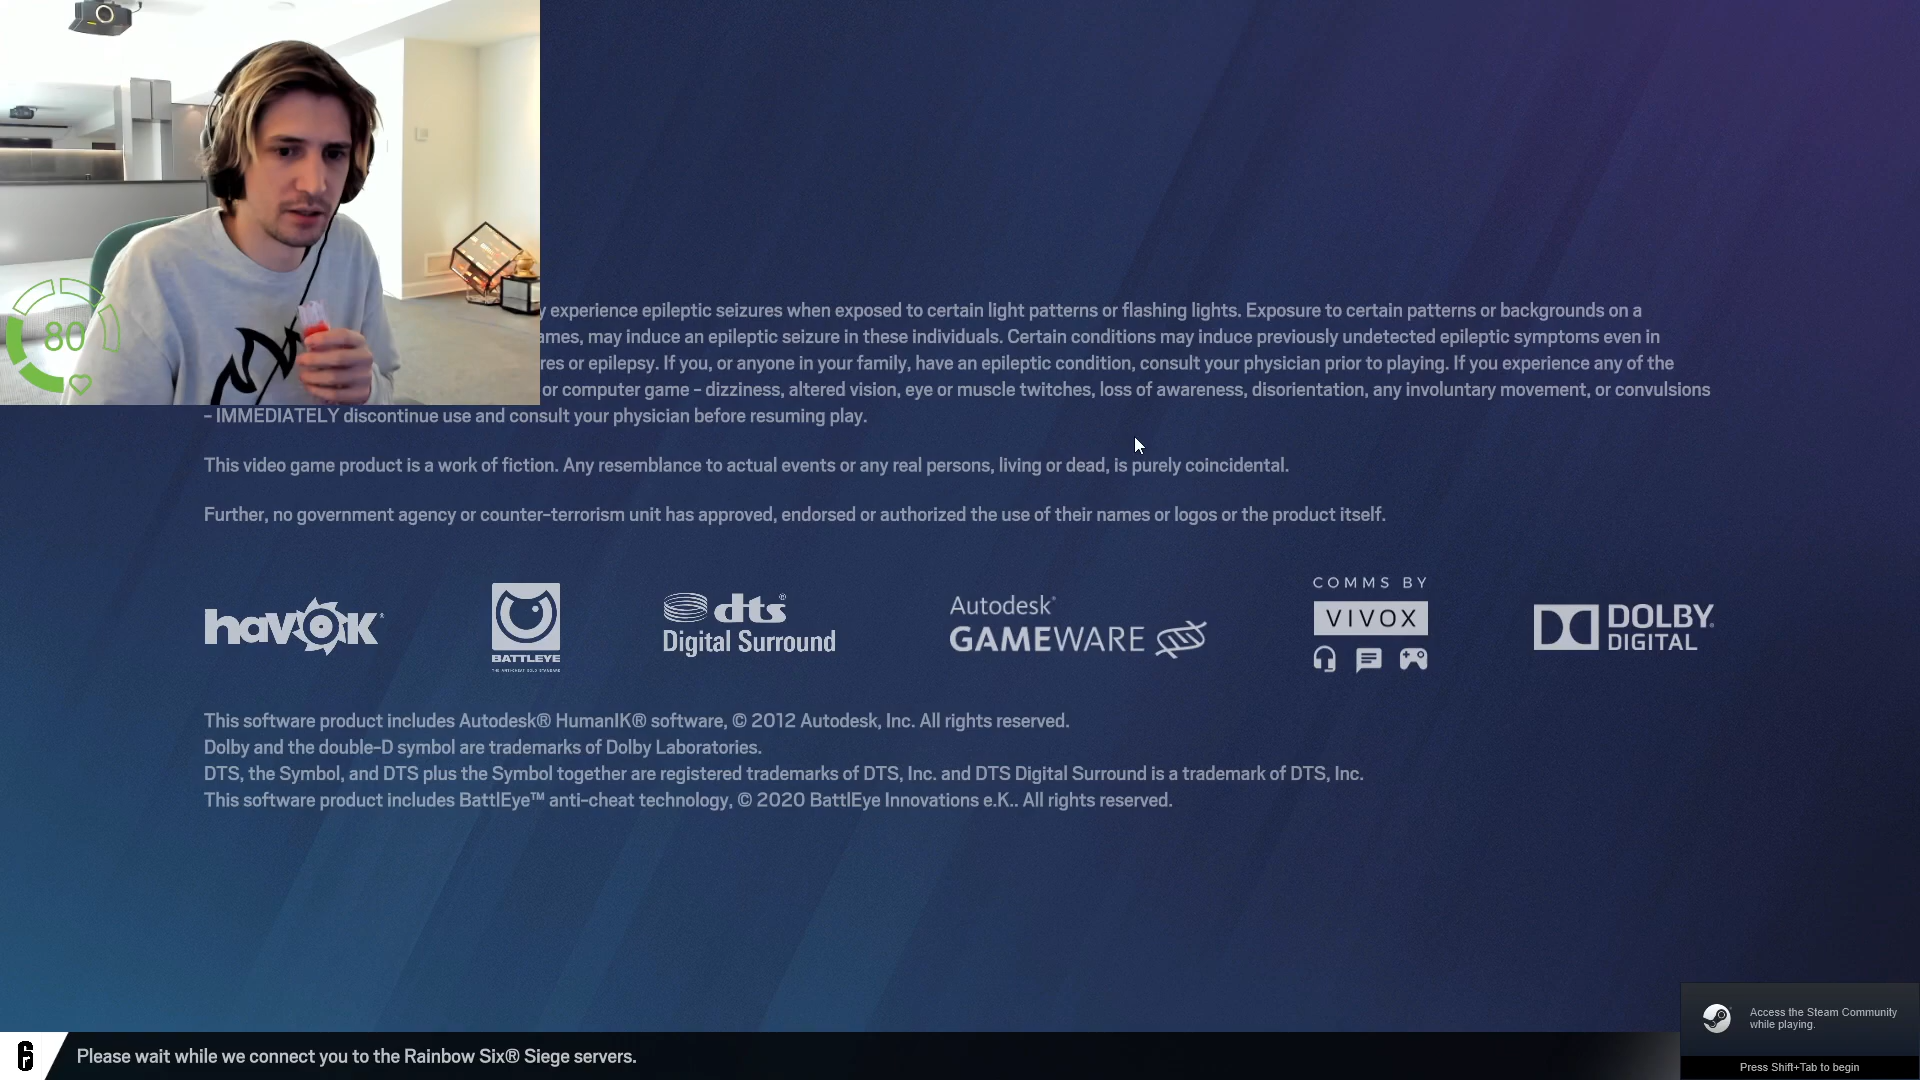 y experience epileptic seizures when exposed to certain light patterns or flashing lights. Exposure to certain patterns or backgrounds on a
ames, may induce an epileptic seizure in these individuals. Certain conditions may induce previously undetected epileptic symptoms even in
res or epilepsy. If you, or anyone in your family, have an epileptic condition, consult your physician prior to playing. If you experience any of the
or computer game - dizziness, altered vision, eye or muscle twitches, loss of awareness, disorientation, any involuntary movement, or convulsions
- IMMEDIATELY discontinue use and consult your physician before resuming play.
80
This video game product is a work of fiction. Any resemblance to actual events or any real persons, living or dead, is purely coincidental.
Further, no government agency or counter-terrorism unit has approved, endorsed or authorized the use of their names or logos or the product itself.
havok®
BATTLEYE
THE ANTI-CHEAT GOLD STANDARD
dts®
Digital Surround
Autodesk®
GAMEWARE
COMMS BY
VIVOX
DOLBY®
DIGITAL
This software product includes Autodesk® HumanIK® software, © 2012 Autodesk, Inc. All rights reserved.
Dolby and the double-D symbol are trademarks of Dolby Laboratories.
DTS, the Symbol, and DTS plus the Symbol together are registered trademarks of DTS, Inc. and DTS Digital Surround is a trademark of DTS, Inc.
This software product includes BattlEye™ anti-cheat technology, © 2020 BattlEye Innovations e.K.. All rights reserved.
6
Please wait while we connect you to the Rainbow Six® Siege servers.
Access the Steam Community
while playing.
Press Shift+Tab to begin